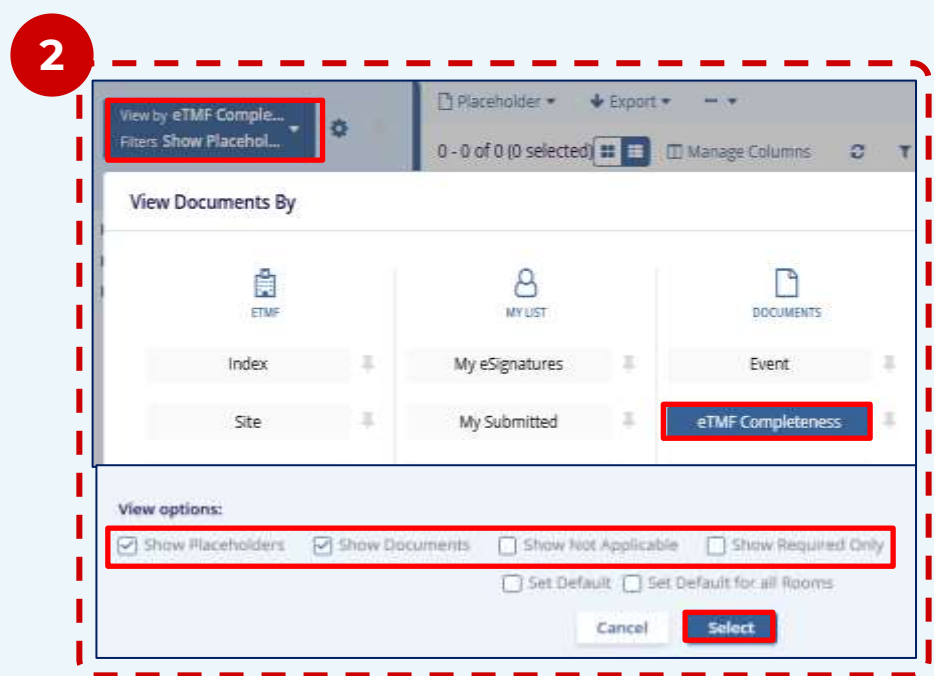 2
View by eTMF Comple...
Filters Show Placehol...
Placeholder
Export
0 - 0 of 0 (0 selected)
Manage Columns
View Documents By
ETMF
MY LIST
DOCUMENTS
Index
My eSignatures
Event
Site
My Submitted
eTMF Completeness
View options:
Show Placeholders
Show Documents
Show Not Applicable
Show Required Only
Set Default
Set Default for all Rooms
Cancel
Select